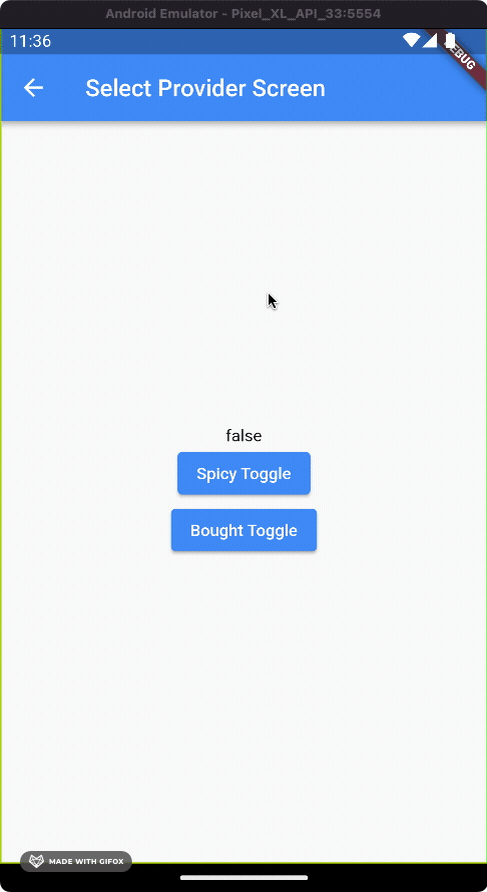 Android Emulator - Pixel_XL_API_33:5554
11:36
DEBUG
Select Provider Screen
false
Spicy Toggle
Bought Toggle
MADE WITH GIFOX